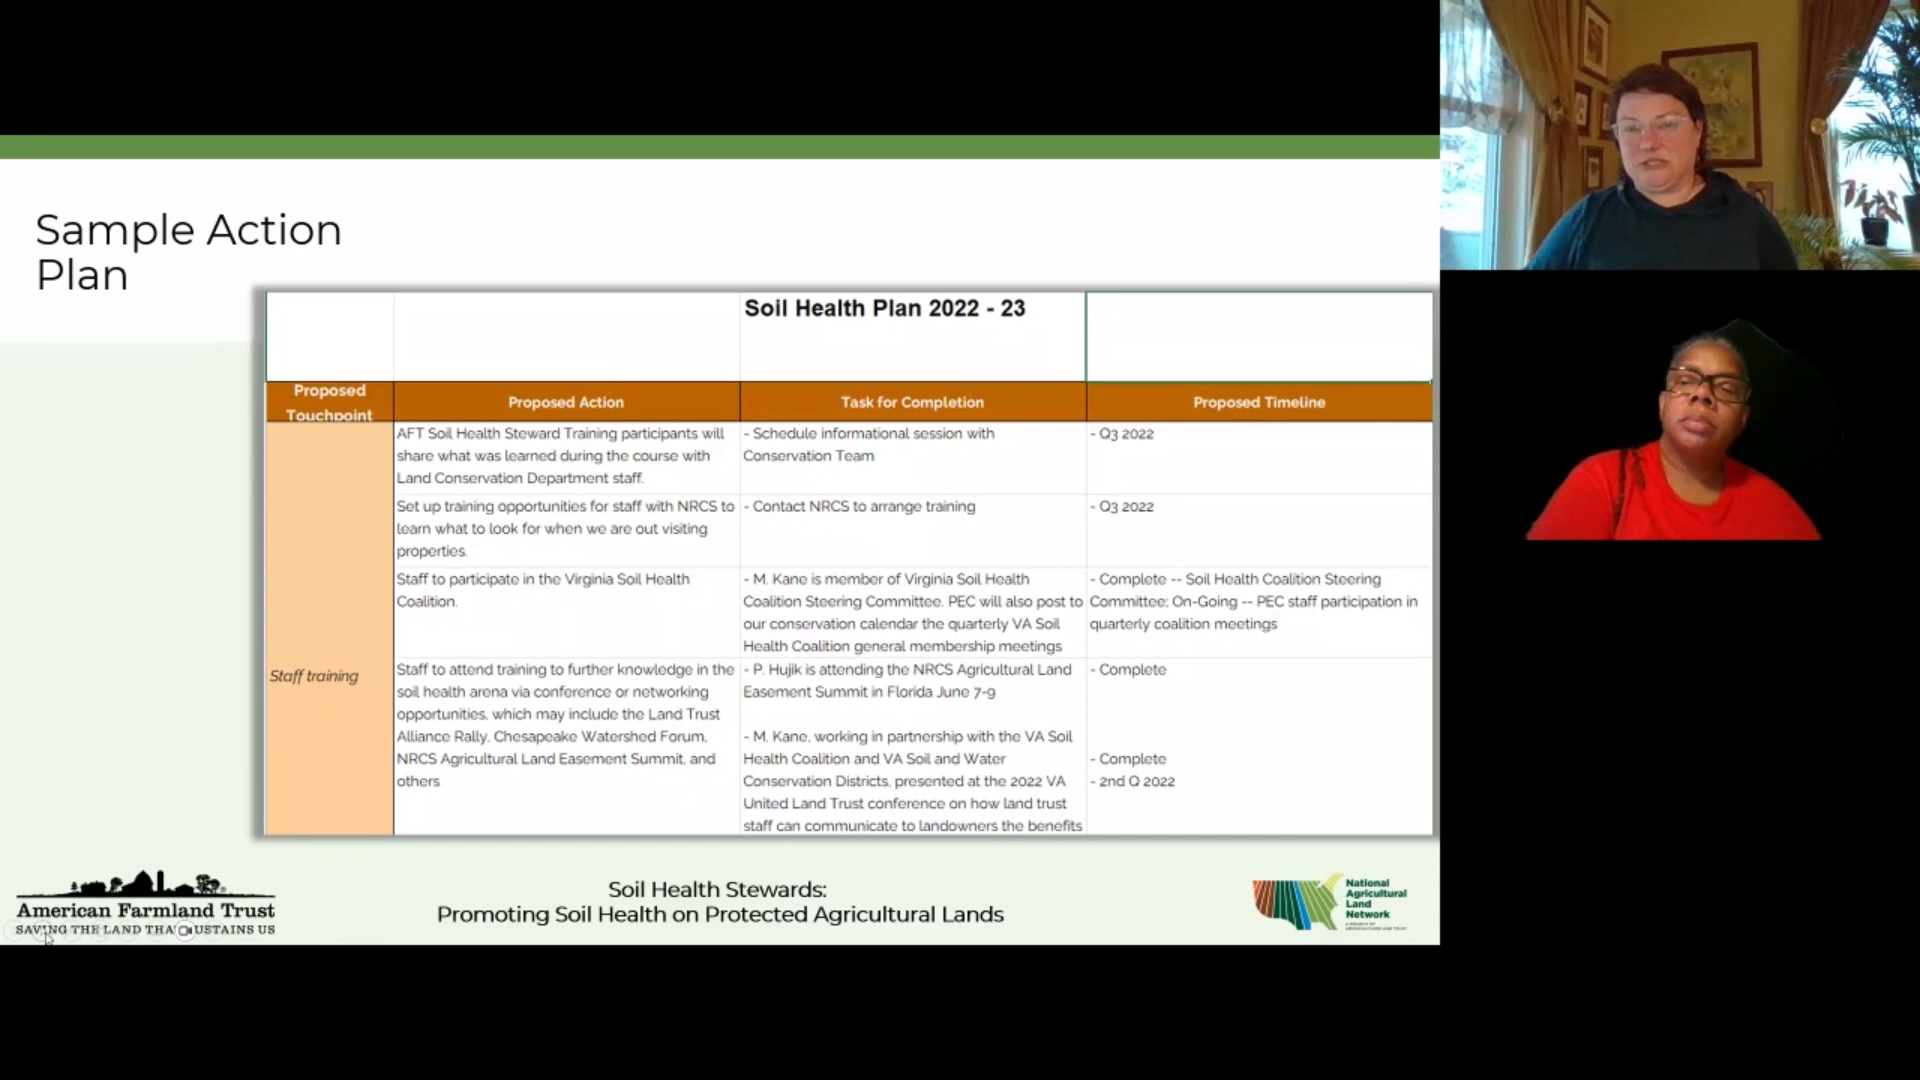 Sample Action
Plan
Soil Health Plan 2022 - 23
Proposed
Touchpoint
Proposed Action
Task for Completion
Proposed Timeline
Staff training
AFT Soil Health Steward Training participants will
share what was learned during the course with
Land Conservation Department staff.
- Schedule informational session with
Conservation Team
- Q3 2022
Set up training opportunities for staff with NRCS to
learn what to look for when we are out visiting
properties.
- Contact NRCS to arrange training
- Q3 2022
Staff to participate in the Virginia Soil Health
Coalition.
- M. Kane is member of Virginia Soil Health
Coalition Steering Committee. PEC will also post to
our conservation calendar the quarterly VA Soil
Health Coalition general membership meetings
- Complete -- Soil Health Coalition Steering
Committee; On-Going -- PEC staff participation in
quarterly coalition meetings
Staff to attend training to further knowledge in the
soil health arena via conference or networking
opportunities, which may include the Land Trust
Alliance Rally, Chesapeake Watershed Forum,
NRCS Agricultural Land Easement Summit, and
others
- P. Hujik is attending the NRCS Agricultural Land
Easement Summit in Florida June 7-9
- M. Kane, working in partnership with the VA Soil
Health Coalition and VA Soil and Water
Conservation Districts, presented at the 2022 VA
United Land Trust conference on how land trust
staff can communicate to landowners the benefits
- Complete
- Complete
- 2nd Q 2022
American Farmland Trust
SAVING THE LAND THAT SUSTAINS US
Soil Health Stewards:
Promoting Soil Health on Protected Agricultural Lands
National
Agricultural
Land
Network